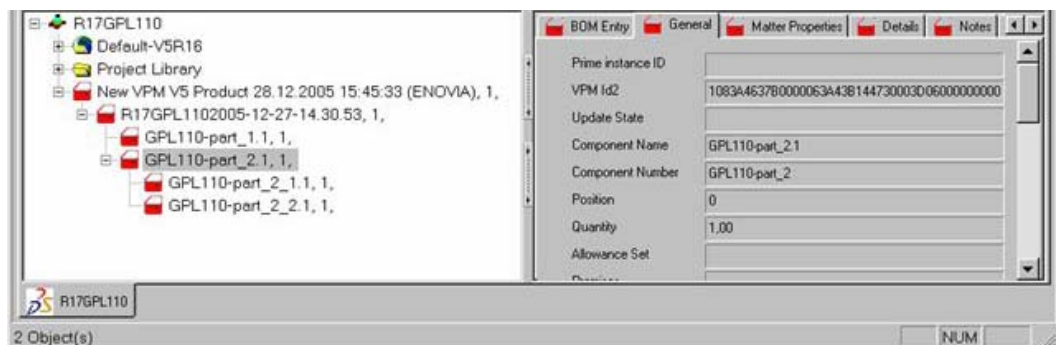 R17GPL110
Default-V5R16
Project Library
New VPM V5 Product 28.12.2005 15:45:33 (ENOVIA), 1,
R17GPL1102005-12-27-14.30.53, 1,
GPL110-part_1.1, 1,
GPL110-part_2.1, 1,
GPL110-part_2_1.1, 1,
GPL110-part_2_2.1, 1,
BOM Entry General Matter Properties Details Notes
Prime instance ID
VPM Id2 1083A4637B0000063A43B144730003D06000000000
Update State
Component Name GPL110-part_2.1
Component Number GPL110-part_2
Position 0
Quantity 1,00
Allowance Set
R17GPL110
2 Object(s) NUM